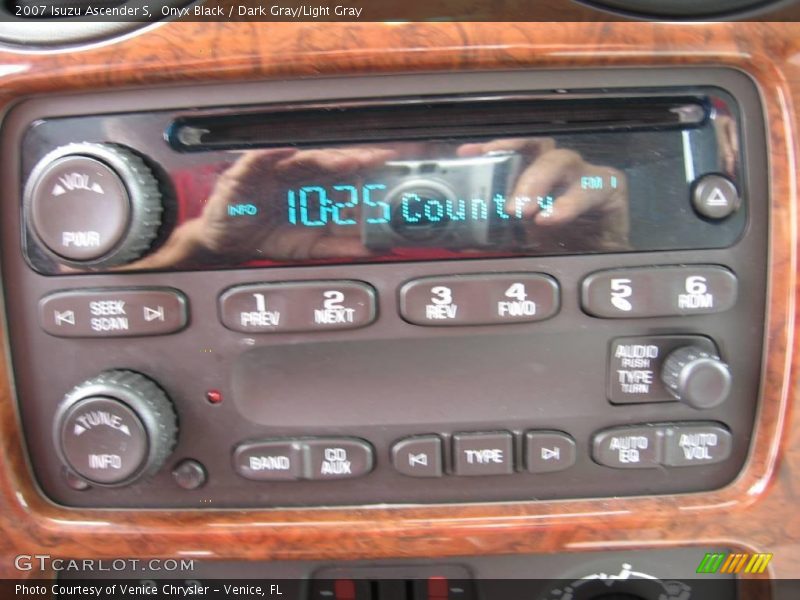 2007 Isuzu Ascender S, Onyx Black / Dark Gray/Light Gray
VOL
PWR
INFO 10:25 Country FM 1
SEEK
SCAN
1 PREV
2 NEXT
3 REV
4 FWD
5
6 RDM
AUDIO
PUSH
TYPE
TURN
TUNE
INFO
BAND
CD
AUX
TYPE
AUTO
EQ
AUTO
VOL
GTCARLOT.COM
Photo Courtesy of Venice Chrysler - Venice, FL